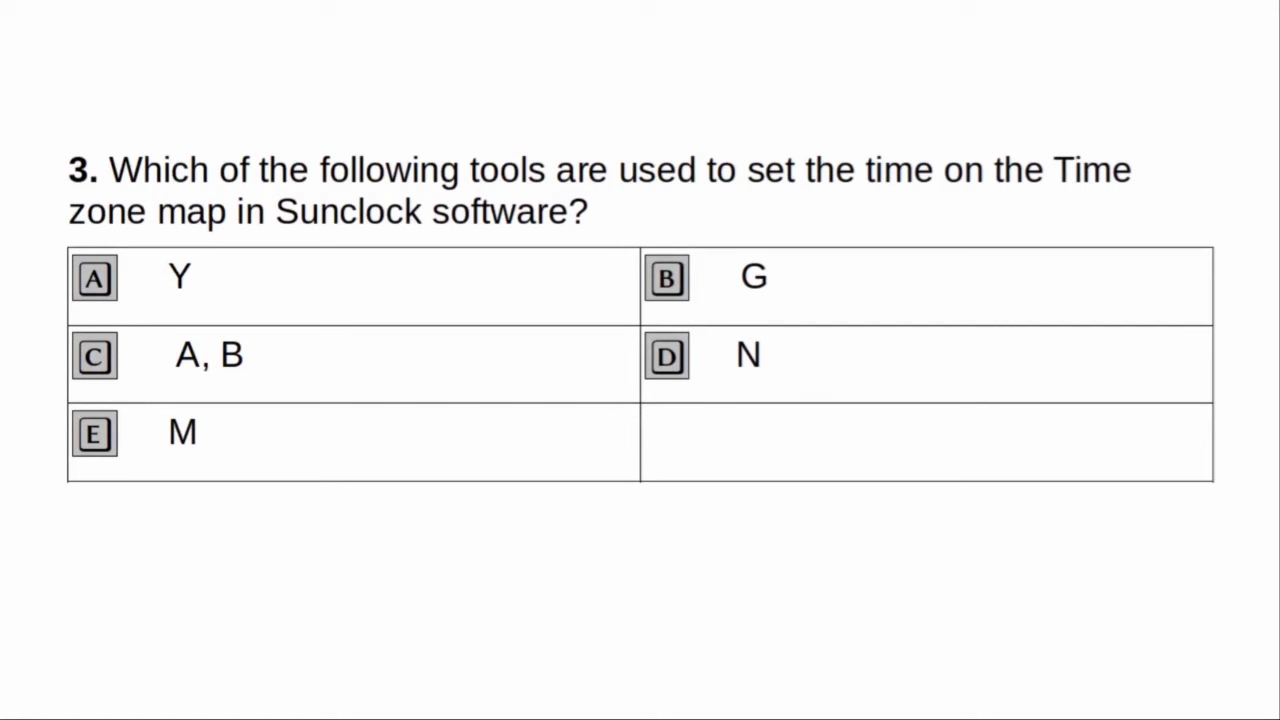 3. Which of the following tools are used to set the time on the Time
zone map in Sunclock software?
A Y
B G
C A, B
D N
E M